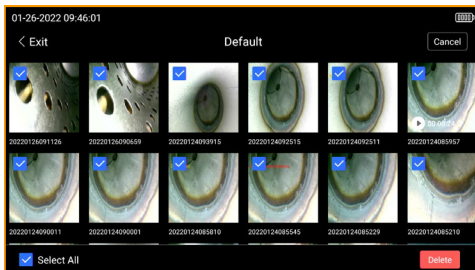 01-26-2022 09:46:01
< Exit Default Cancel
20220126091126 20220126090659 20220124093915 20220124092515 20220124092511 20220124085957
00:00:24
20220124090011 20220124090001 20220124085810 20220124085545 20220124085229 20220124085210
Select All Delete